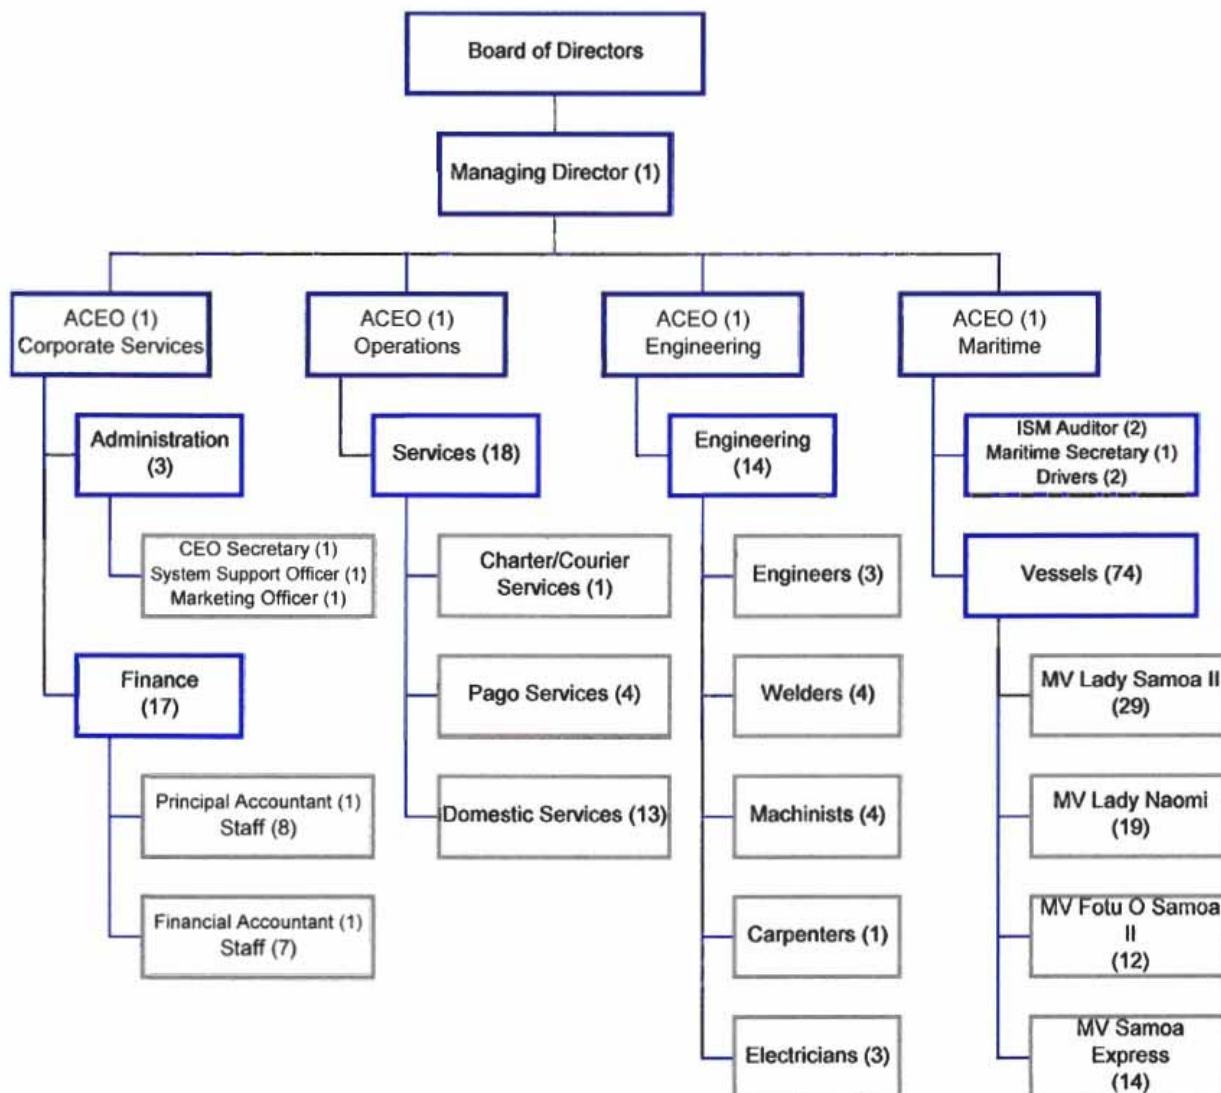 Board of Directors
Managing Director (1)
ACEO (1)
Corporate Services
Administration
(3)
CEO Secretary (1)
System Support Officer (1)
Marketing Officer (1)
Finance
(17)
Principal Accountant (1)
Staff (8)
Financial Accountant (1)
Staff (7)
ACEO (1)
Operations
Services (18)
Charter/Courier
Services (1)
Pago Services (4)
Domestic Services (13)
ACEO (1)
Engineering
Engineering
(14)
Engineers (3)
Welders (4)
Machinists (4)
Carpenters (1)
Electricians (3)
ACEO (1)
Maritime
ISM Auditor (2)
Maritime Secretary (1)
Drivers (2)
Vessels (74)
MV Lady Samoa II
(29)
MV Lady Naomi
(19)
MV Fotu O Samoa
II
(12)
MV Samoa
Express
(14)